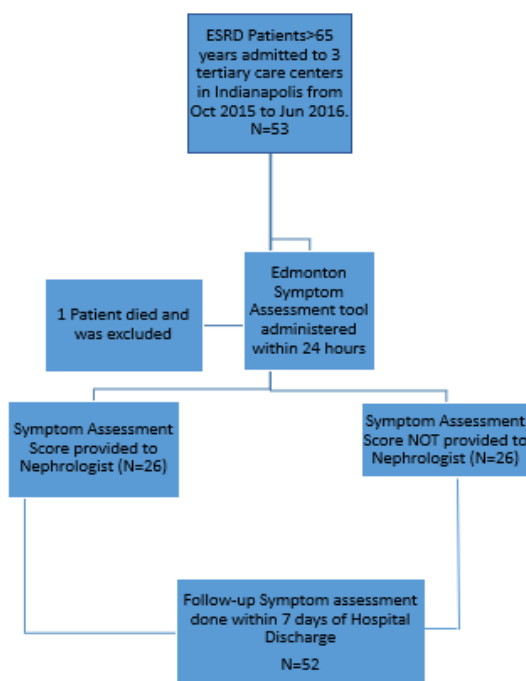 ESRD Patients>65
years admitted to 3
tertiary care centers
in Indianapolis from
Oct 2015 to Jun 2016.
N=53
Edmonton
Symptom
Assessment tool
administered
within 24 hours
1 Patient died and
was excluded
Symptom Assessment
Score provided to
Nephrologist (N=26)
Symptom Assessment
Score NOT provided to
Nephrologist (N=26)
Follow-up Symptom assessment
done within 7 days of Hospital
Discharge
N=52